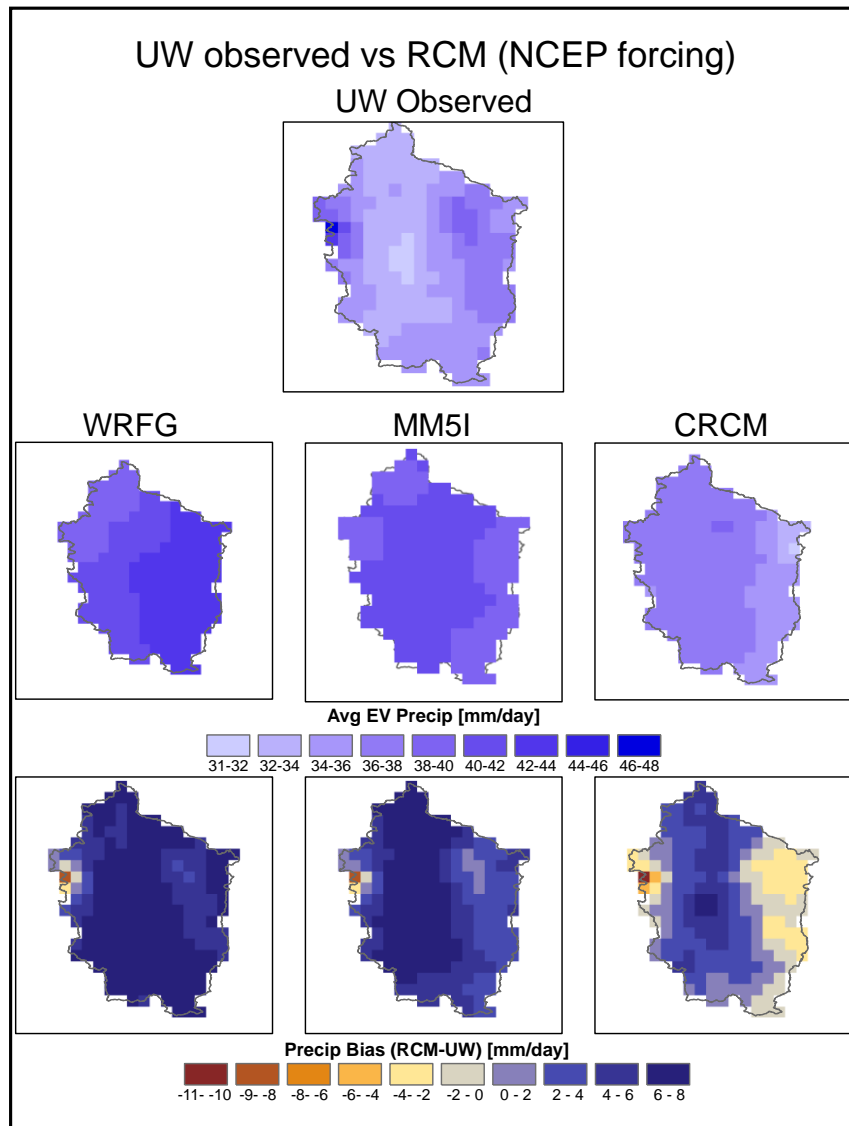 UW observed vs RCM (NCEP forcing)
UW Observed
WRFG MM5I CRCM
Avg EV Precip [mm/day]
31-32 32-34 34-36 36-38 38-40 40-42 42-44 44-46 46-48
Precip Bias (RCM-UW) [mm/day]
-11- -10 -9- -8 -8- -6 -6- -4 -4- -2 -2 - 0 0 - 2 2 - 4 4 - 6 6 - 8